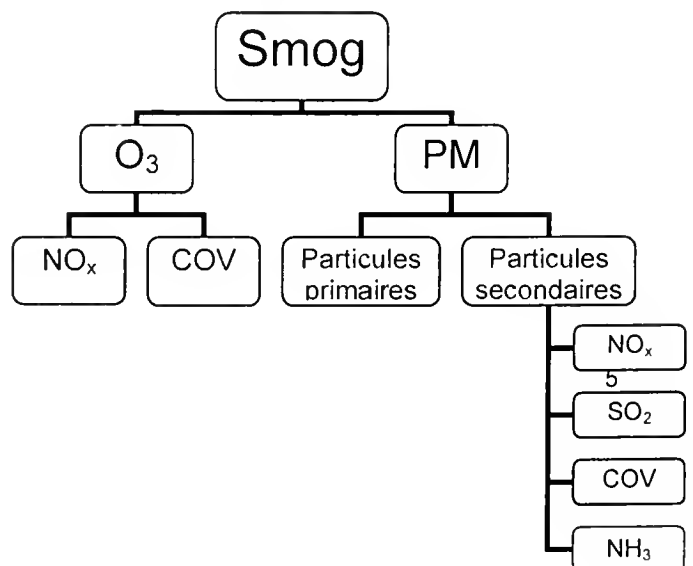 Smog
O₃
PM
NOₓ
COV
Particules
primaires
Particules
secondaires
NOₓ
5
SO₂
COV
NH₃